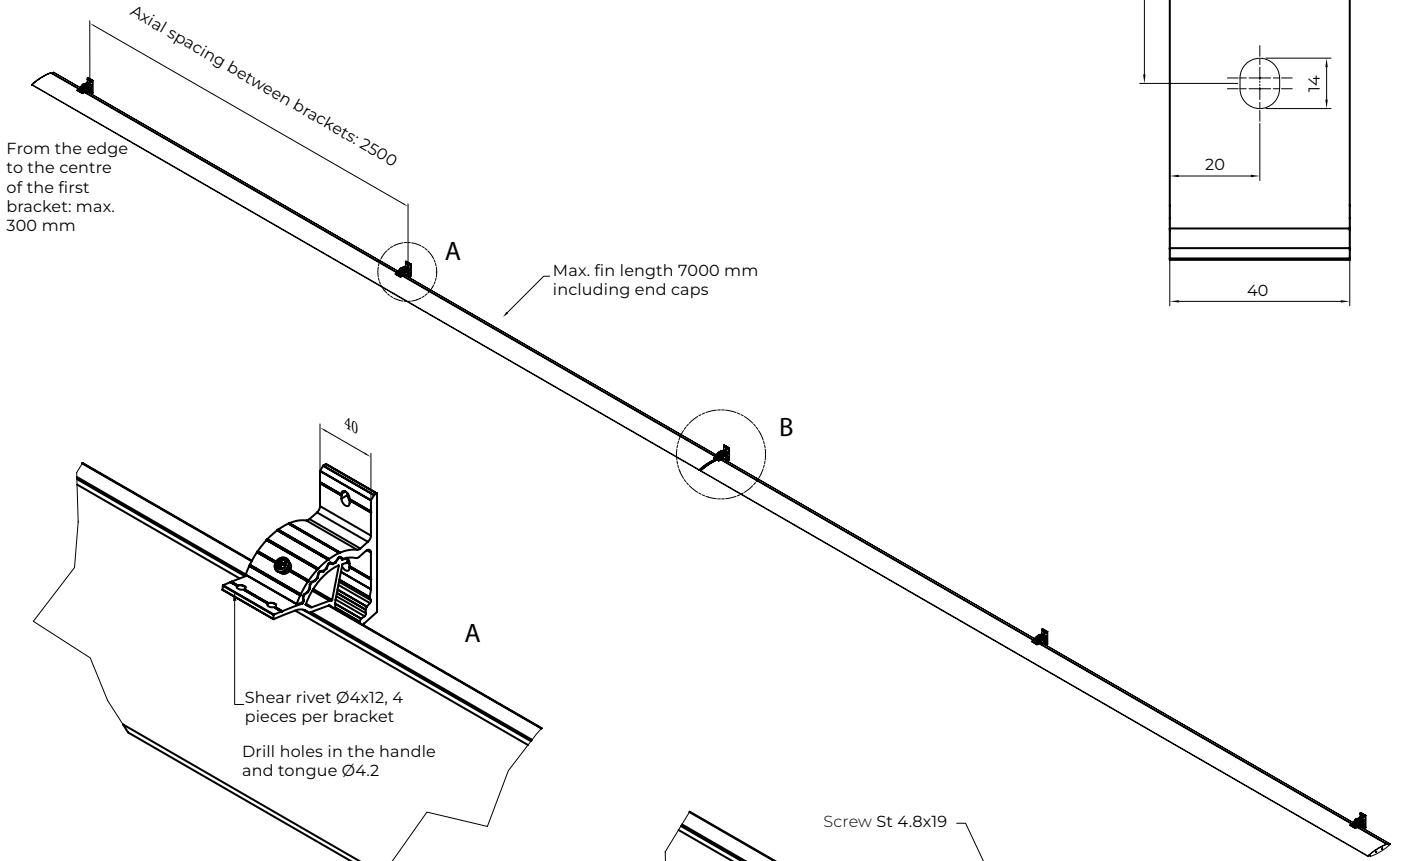 Axial spacing between brackets: 2500
From the edge
to the centre
of the first
bracket: max.
300 mm
A
Max. fin length 7000 mm
including end caps
14
20
40
B
40
A
Shear rivet Ø4x12, 4
pieces per bracket
Drill holes in the handle
and tongue Ø4.2
Screw St 4.8x19